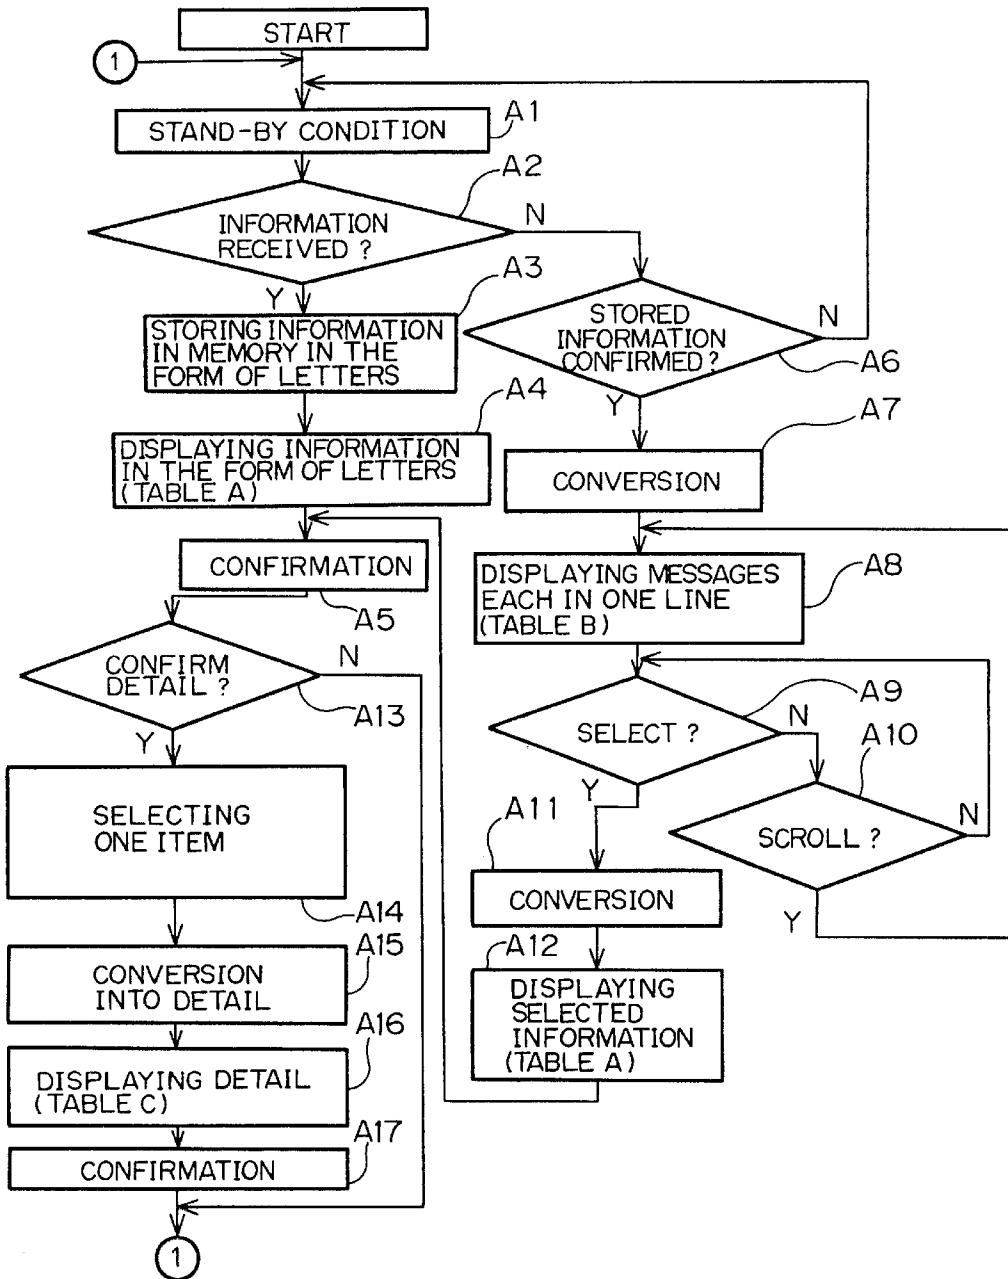 START
1
STAND-BY CONDITION
A1
A2
INFORMATION
RECEIVED ?
N
Y
A3
STORING INFORMATION
IN MEMORY IN THE
FORM OF LETTERS
STORED
INFORMATION
CONFIRMED ?
N
A6
Y
A4
DISPLAYING INFORMATION
IN THE FORM OF LETTERS
(TABLE A)
A7
CONVERSION
CONFIRMATION
A5
DISPLAYING MESSAGES
EACH IN ONE LINE
(TABLE B)
A8
CONFIRM
DETAIL ?
N
A13
Y
SELECT ?
A9
N
Y
A10
SCROLL ?
N
Y
SELECTING
ONE ITEM
A14
A11
CONVERSION
A15
CONVERSION
INTO DETAIL
A12
DISPLAYING
SELECTED
INFORMATION
(TABLE A)
A16
DISPLAYING DETAIL
(TABLE C)
A17
CONFIRMATION
1